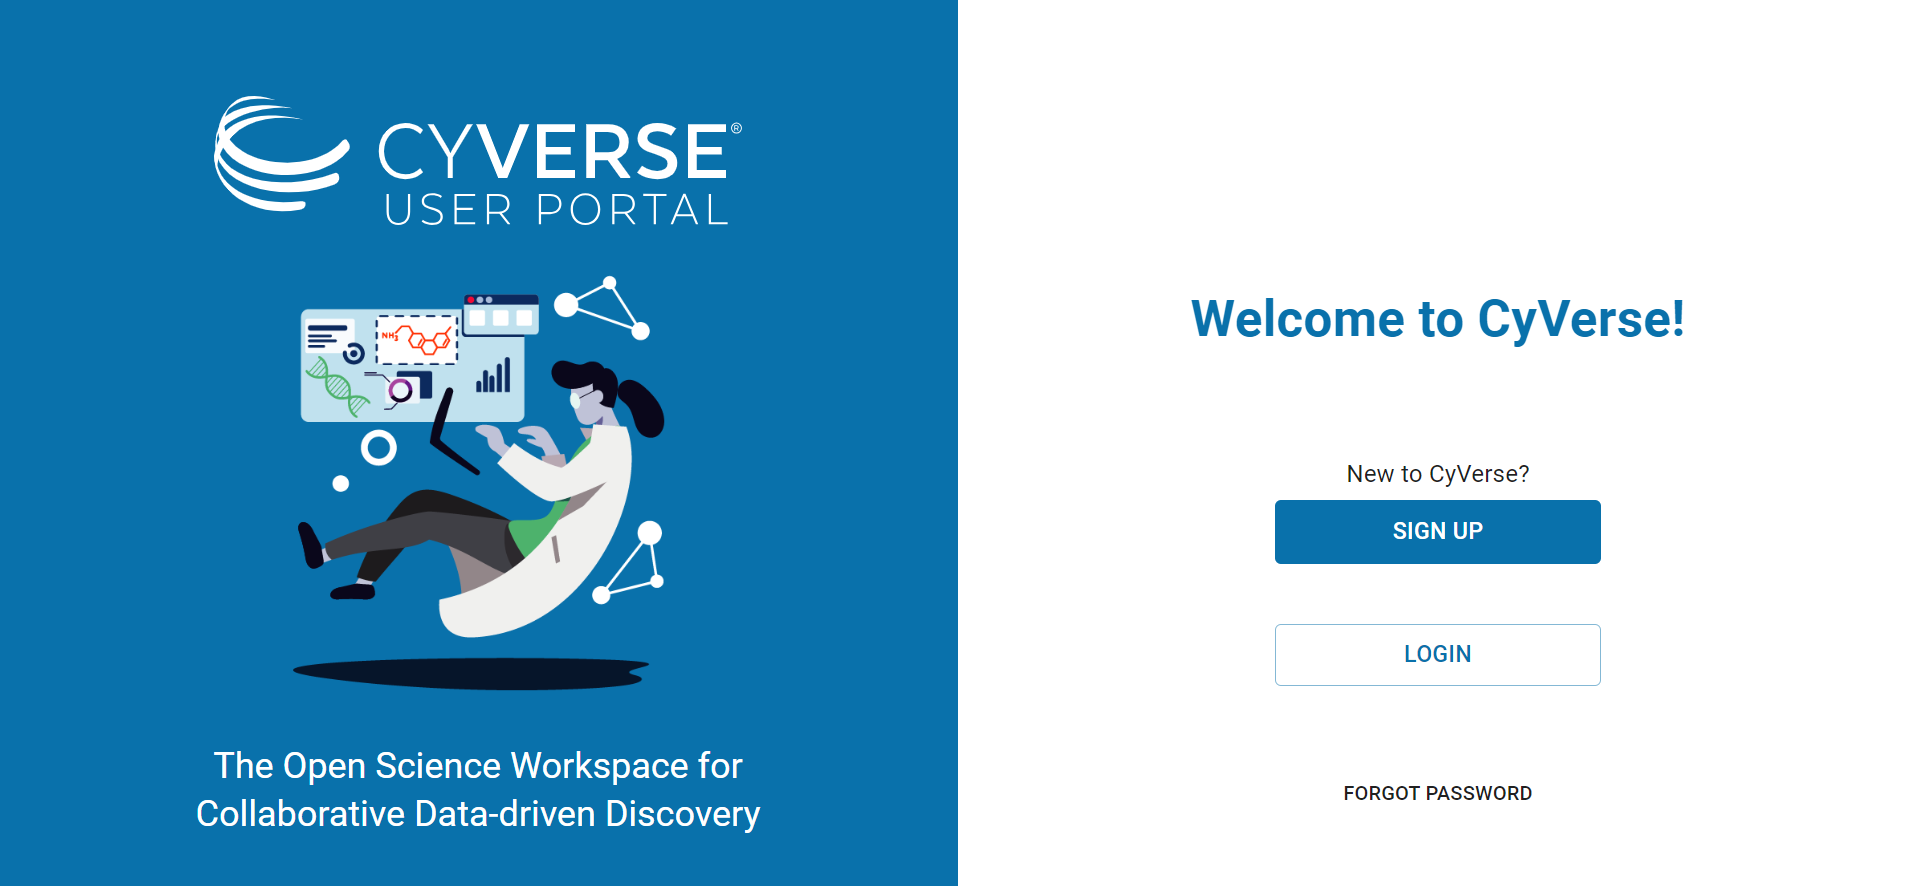 CYVERSE®
USER PORTAL
NH3
The Open Science Workspace for
Collaborative Data-driven Discovery
Welcome to CyVerse!
New to CyVerse?
SIGN UP
LOGIN
FORGOT PASSWORD